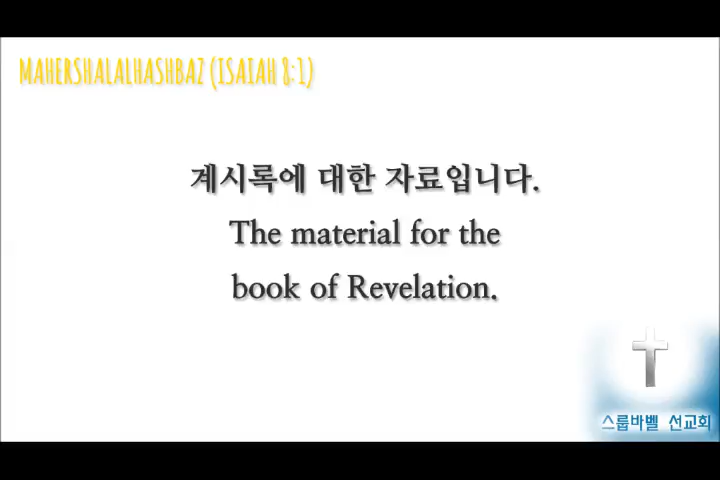 MAHERSHALALHASHBAZ (ISAIAH 8:1)
계시록에 대한 자료입니다.
The material for the
book of Revelation.
스룹바벨 선교회